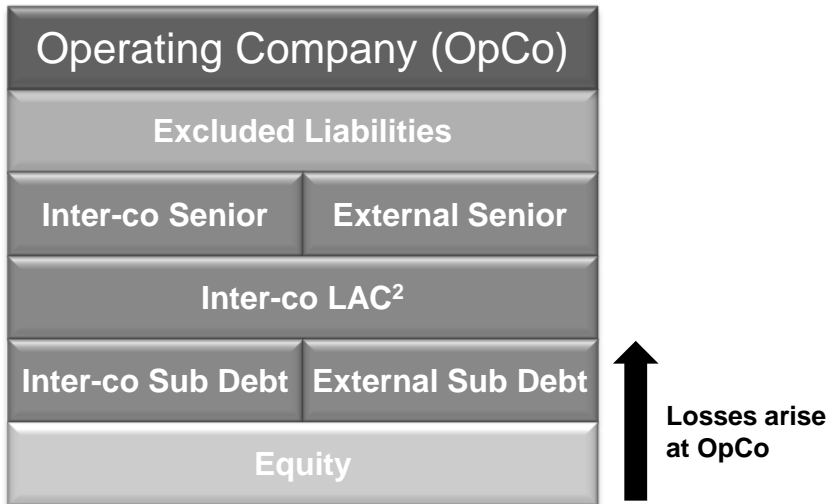 Operating Company (OpCo)
Excluded Liabilities
Inter-co Senior
External Senior
Inter-co LAC²
Inter-co Sub Debt
External Sub Debt
Losses arise
at OpCo
Equity